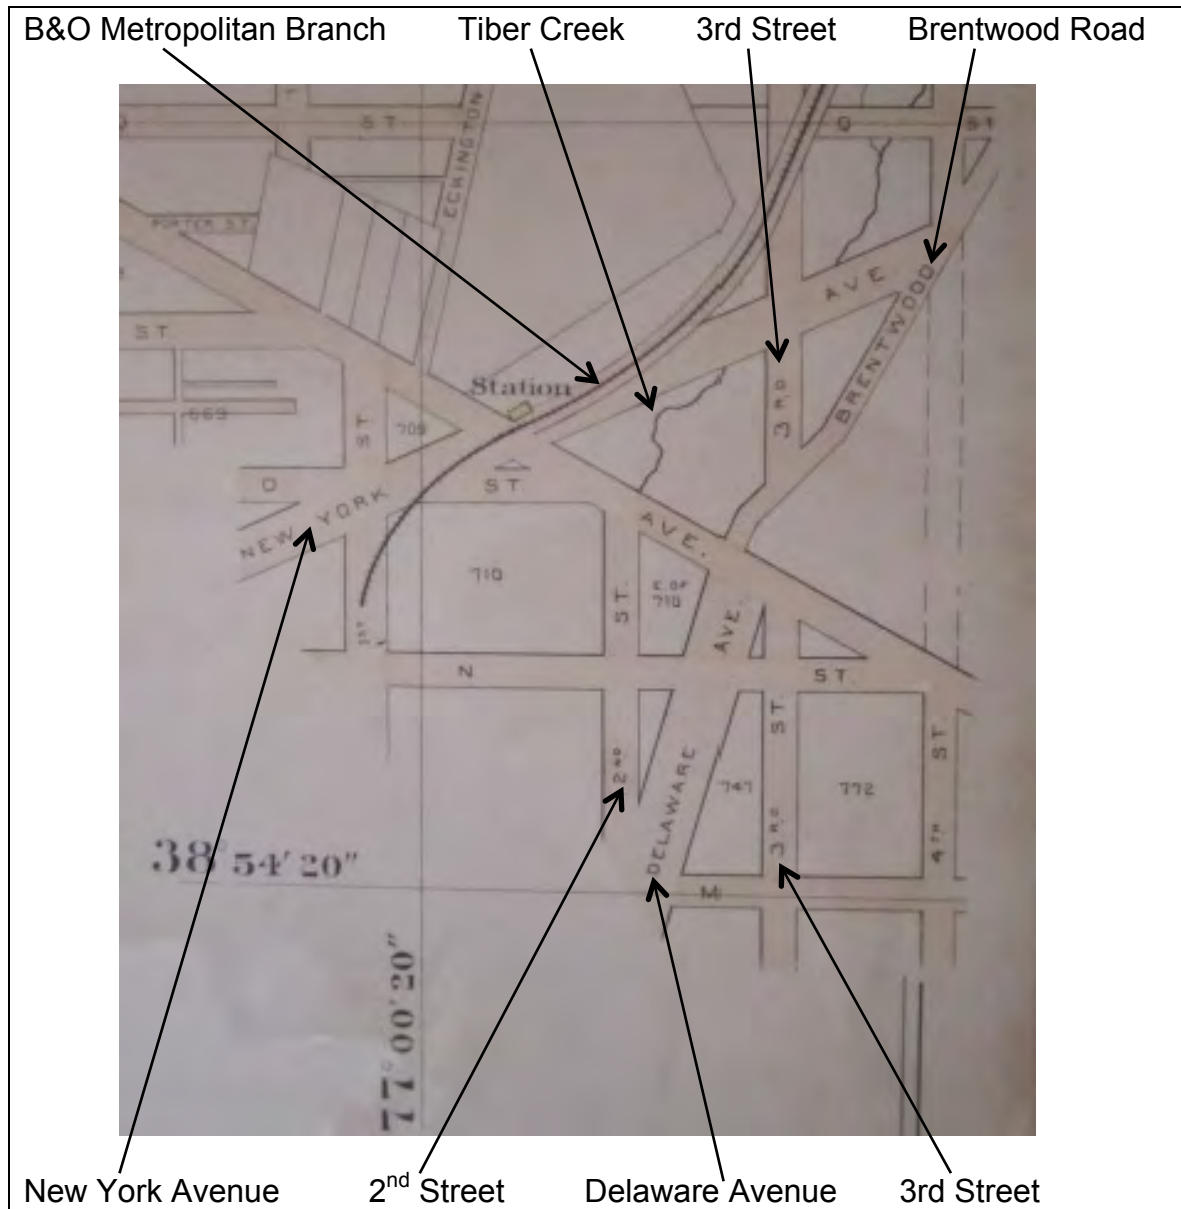 B&O Metropolitan Branch Tiber Creek 3rd Street Brentwood Road
ST. Q ST
ECKINGTON
PORTER ST.
AVE.
BRENTWOOD
ST.
Station
669 ST. 709
3RD
O ST.
NEW YORK
AVE.
710 ST. E. OF 710
AVE.
1ST
N ST.
2ND DELAWARE 747 ST. 772 ST.
3RD 4TH
38° 54' 20"
M
77° 00' 20"
New York Avenue 2nd Street Delaware Avenue 3rd Street